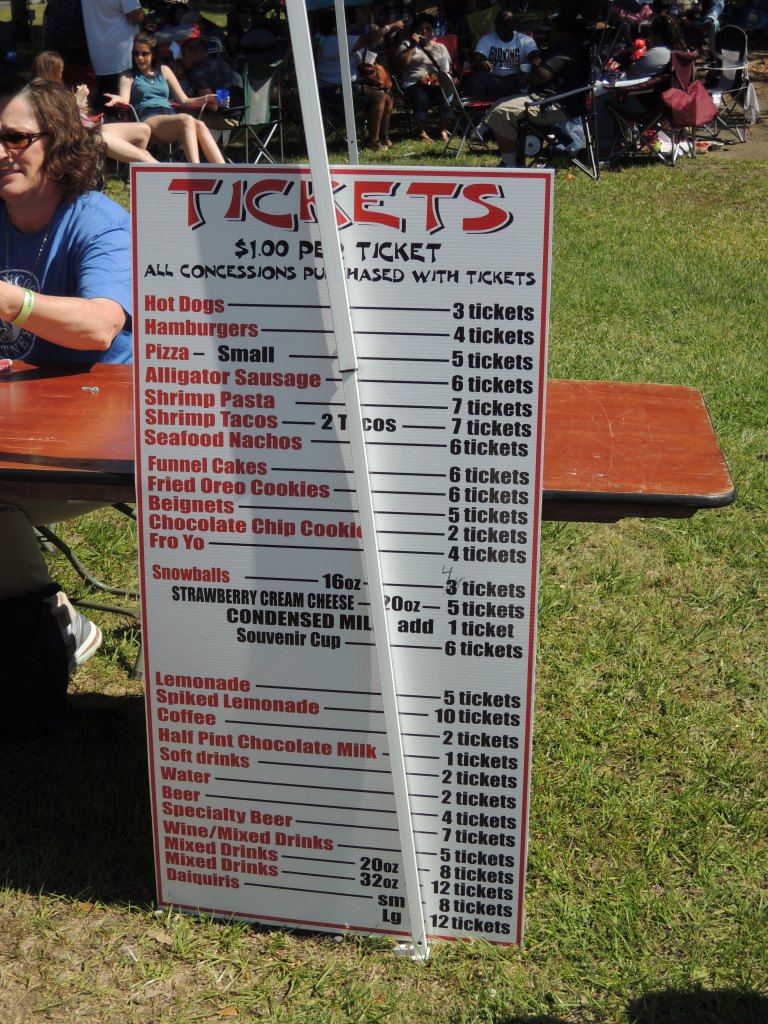 TICKETS
$1.00 PER TICKET
ALL CONCESSIONS PURCHASED WITH TICKETS
Hot Dogs 3 tickets
Hamburgers 4 tickets
Pizza - Small 5 tickets
Alligator Sausage 6 tickets
Shrimp Pasta 7 tickets
Shrimp Tacos 2 Tacos 7 tickets
Seafood Nachos 6 tickets
Funnel Cakes 6 tickets
Fried Oreo Cookies 6 tickets
Beignets 5 tickets
Chocolate Chip Cookie 2 tickets
Fro Yo 4 tickets
Snowballs 16oz 4 3 tickets
STRAWBERRY CREAM CHEESE 20oz 5 tickets
CONDENSED MILK add 1 ticket
Souvenir Cup 6 tickets
Lemonade 5 tickets
Spiked Lemonade 10 tickets
Coffee 2 tickets
Half Pint Chocolate Milk 1 tickets
Soft drinks 2 tickets
Water 2 tickets
Beer 4 tickets
Specialty Beer 7 tickets
Wine/Mixed Drinks 5 tickets
Mixed Drinks 20oz 8 tickets
Mixed Drinks 32oz 12 tickets
Daiquiris sm 8 tickets
Lg 12 tickets